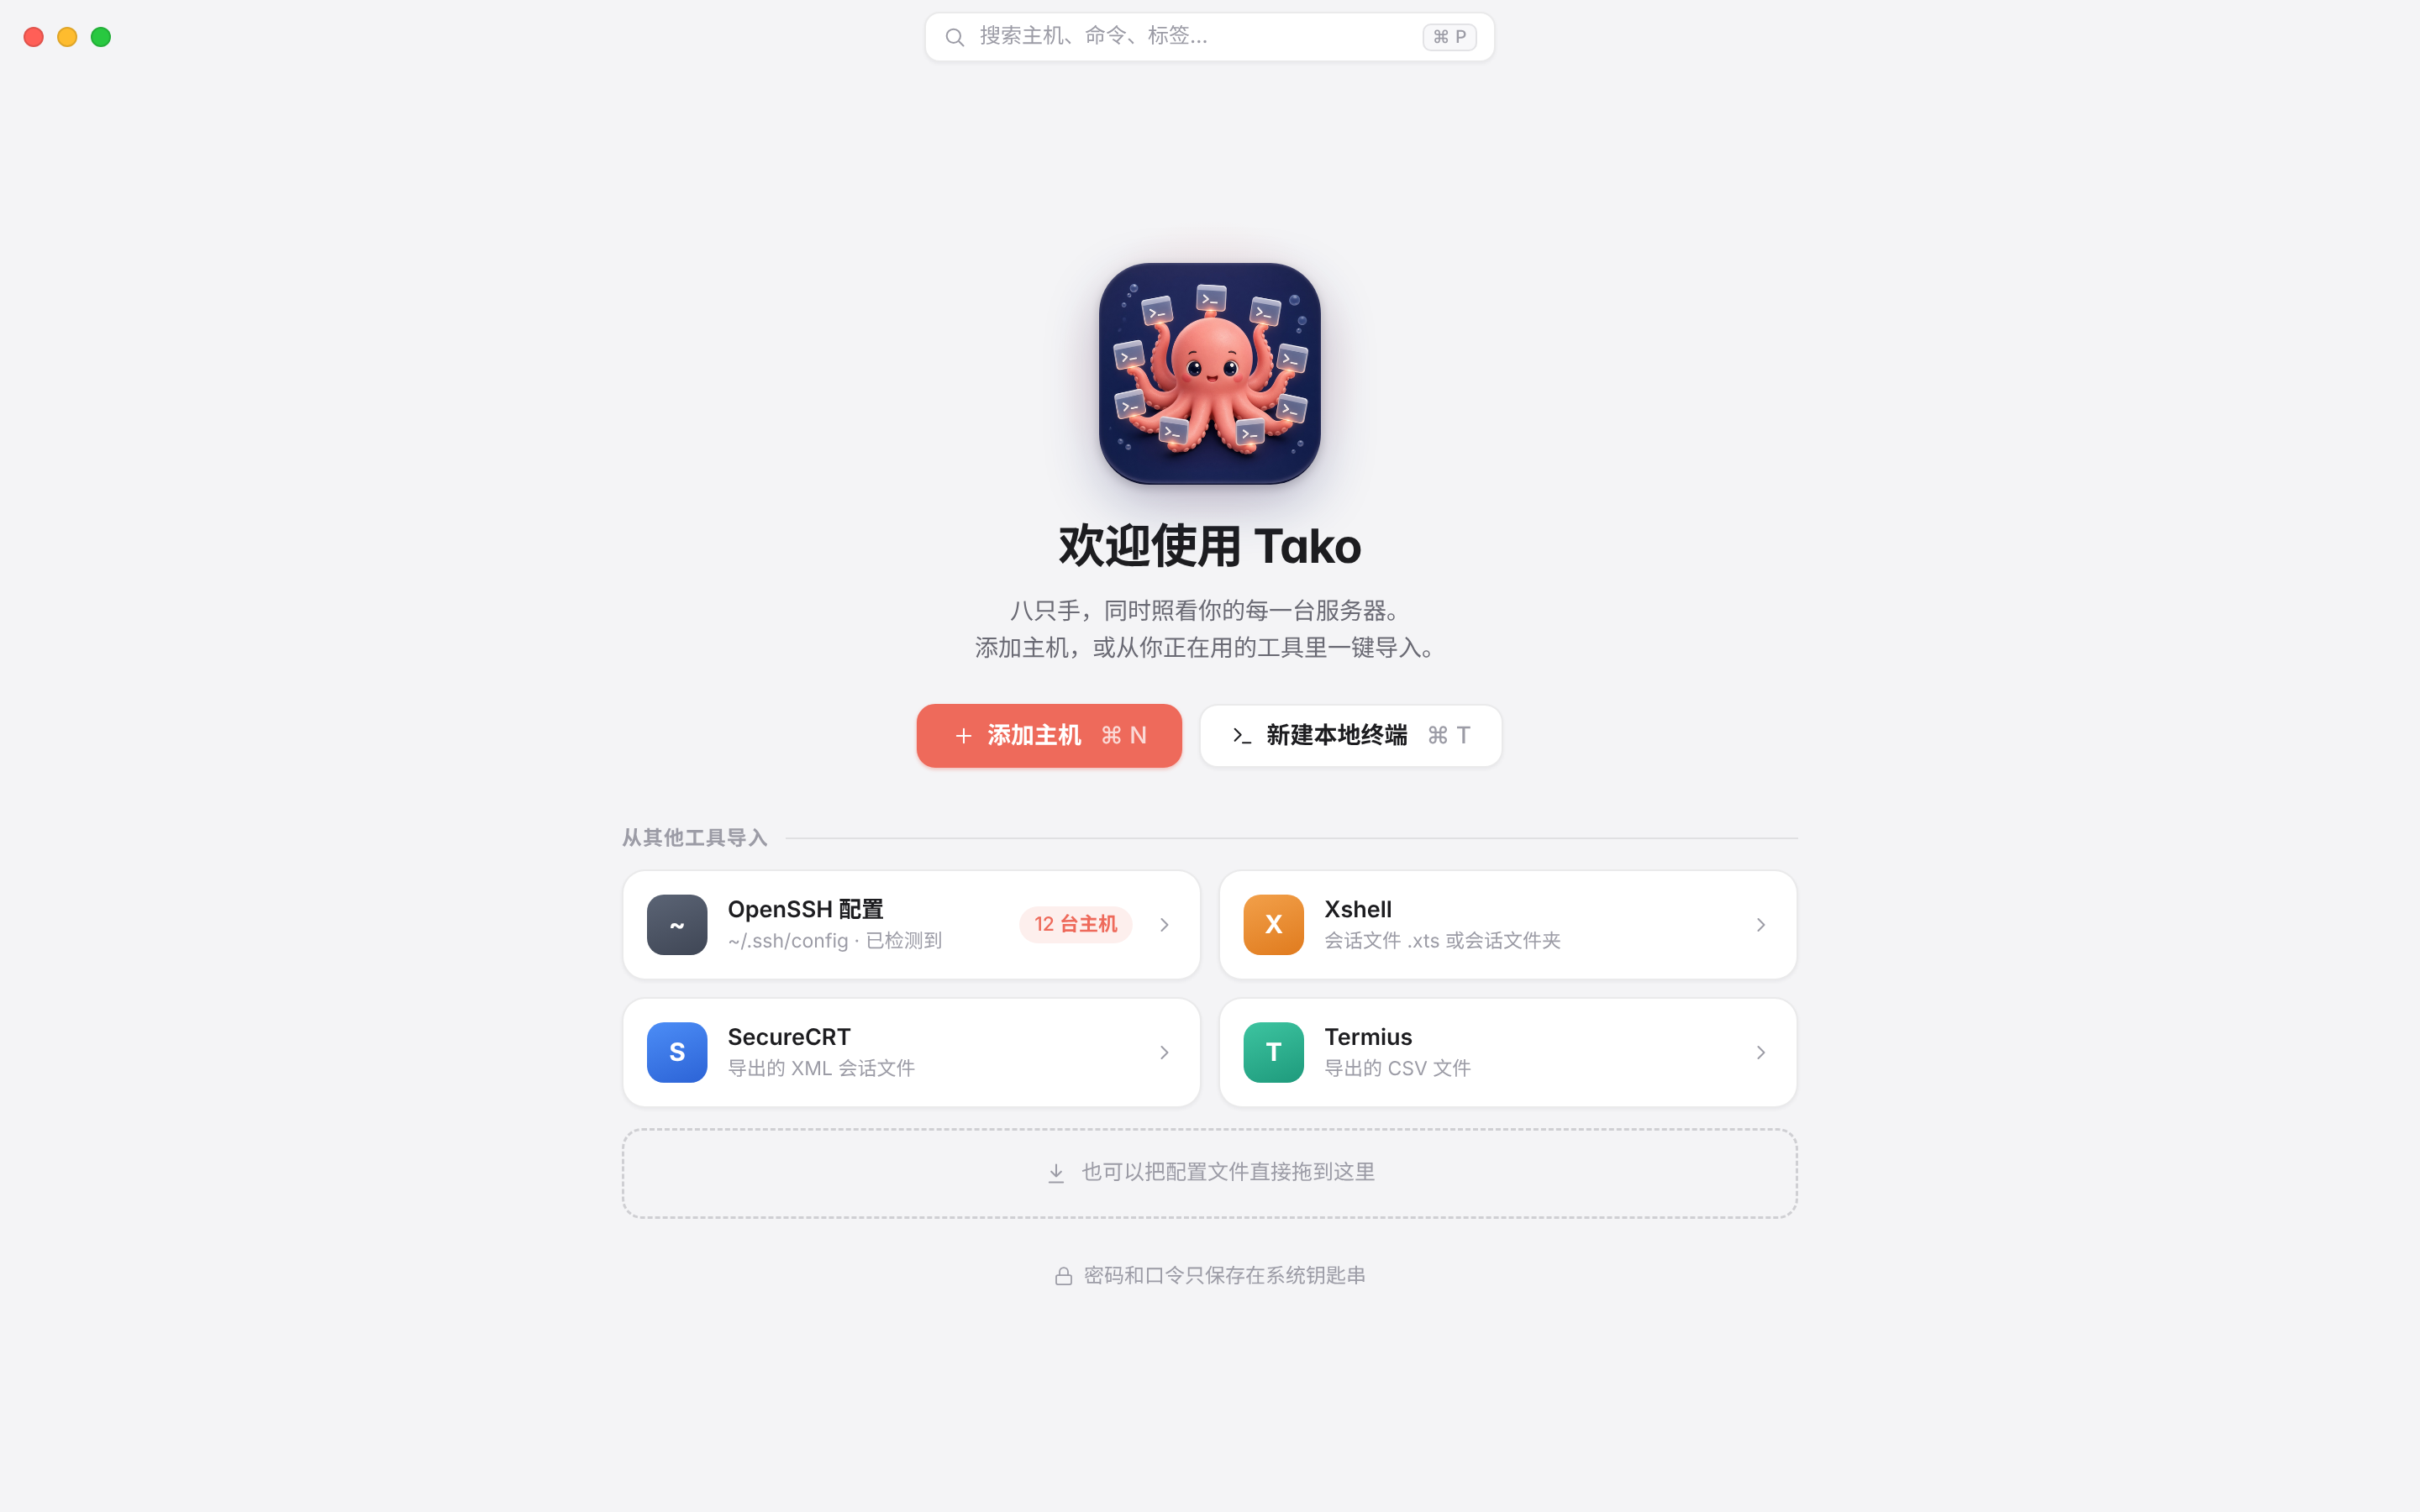 搜索主机、命令、标签... ⌘ P
>_
>_
>_
>_
>_
>_
>_
>_
>_
欢迎使用 Tako
八只手，同时照看你的每一台服务器。
添加主机，或从你正在用的工具里一键导入。
+ 添加主机 ⌘ N
>_ 新建本地终端 ⌘ T
从其他工具导入
~ OpenSSH 配置
~/.ssh/config · 已检测到
12 台主机
X Xshell
会话文件 .xts 或会话文件夹
S SecureCRT
导出的 XML 会话文件
T Termius
导出的 CSV 文件
也可以把配置文件直接拖到这里
密码和口令只保存在系统钥匙串